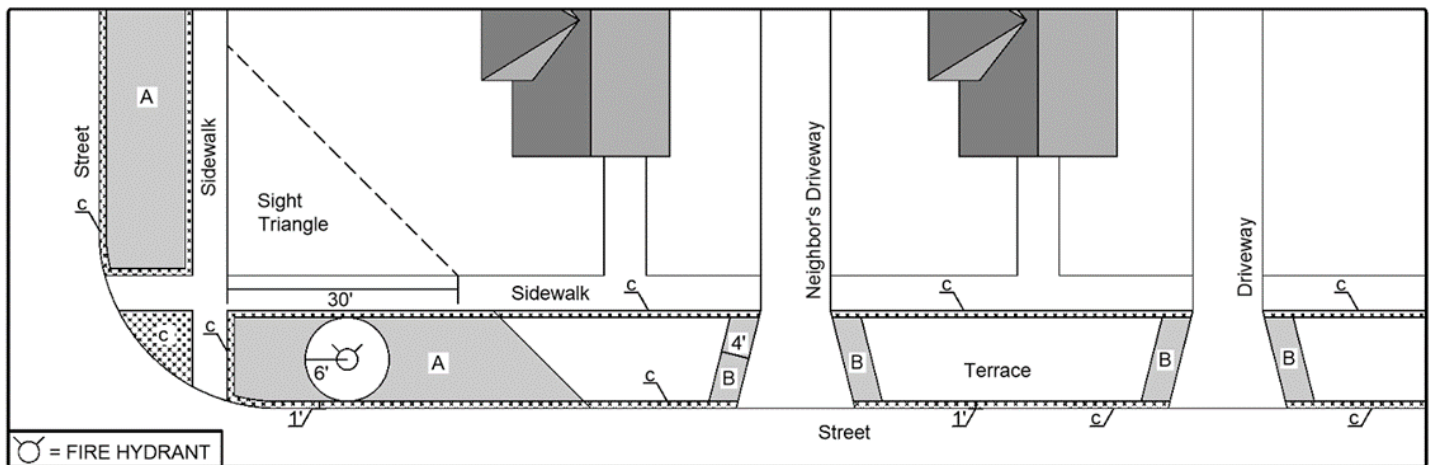 A
Street
Sidewalk
c
Sight
Triangle
30'
Sidewalk
c
Neighbor's Driveway
c
Driveway
c
c
c
6'
A
4'
B
c
B
Terrace
B
B
1'
1'
c
c
Street
= FIRE HYDRANT